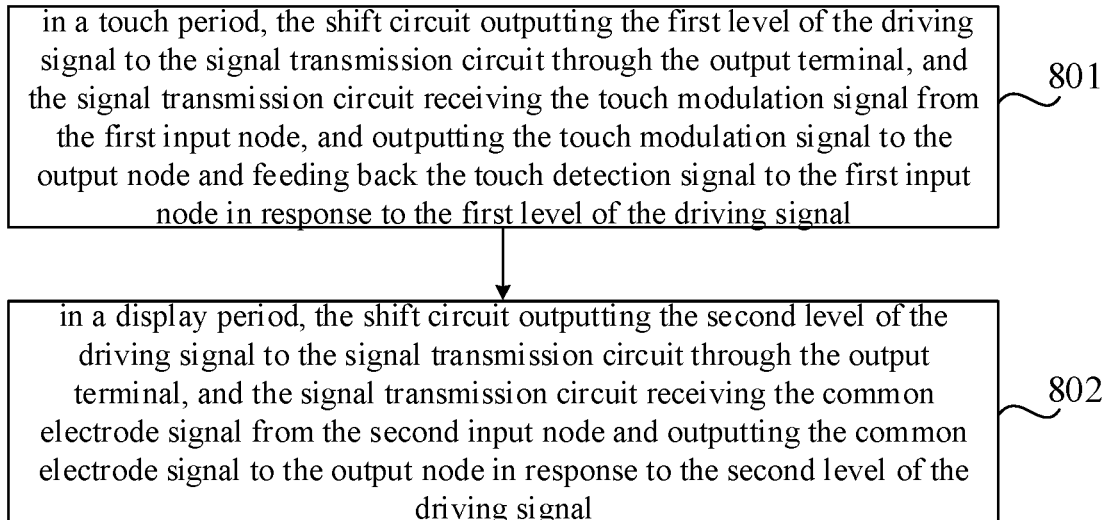 in a touch period, the shift circuit outputting the first level of the driving
signal to the signal transmission circuit through the output terminal, and
the signal transmission circuit receiving the touch modulation signal from
the first input node, and outputting the touch modulation signal to the
output node and feeding back the touch detection signal to the first input
node in response to the first level of the driving signal
801
in a display period, the shift circuit outputting the second level of the
driving signal to the signal transmission circuit through the output
terminal, and the signal transmission circuit receiving the common
electrode signal from the second input node and outputting the common
electrode signal to the output node in response to the second level of the
driving signal
802